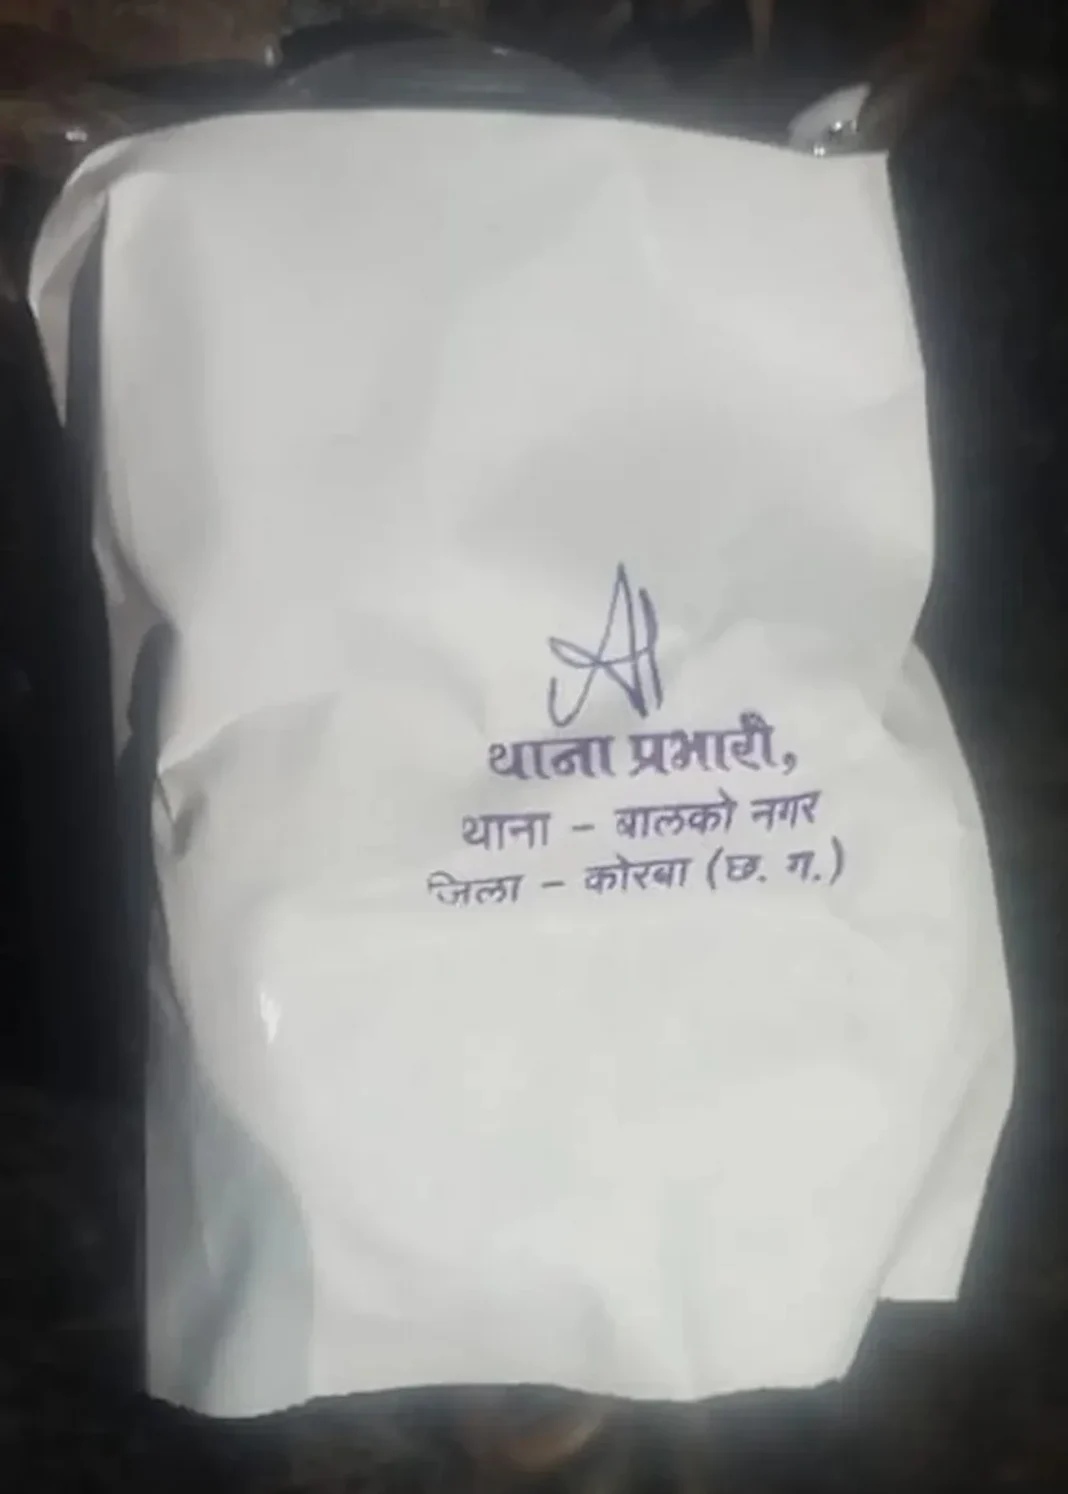 थाना प्रभारी,
थाना - बालको नगर
जिला - कोरबा (छ. ग.)